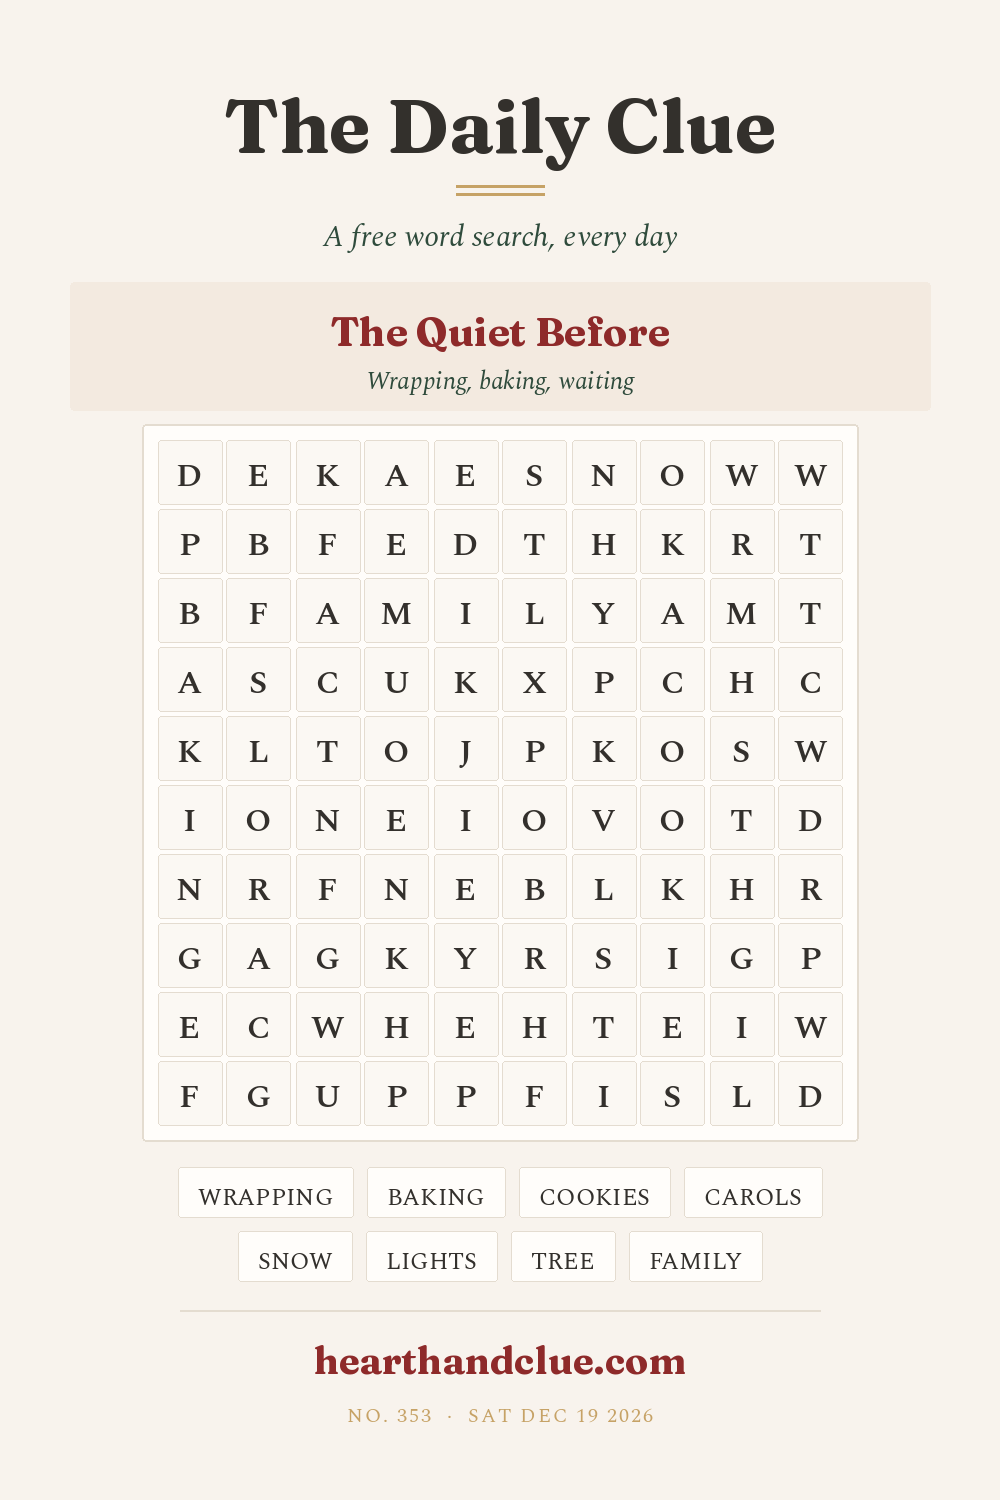 The Daily Clue
A free word search, every day
The Quiet Before
Wrapping, baking, waiting
D E K A E S N O W W
P B F E D T H K R T
B F A M I L Y A M T
A S C U K X P C H C
K L T O J P K O S W
I O N E I O V O T D
N R F N E B L K H R
G A G K Y R S I G P
E C W H E H T E I W
F G U P P F I S L D
WRAPPING BAKING COOKIES CAROLS
SNOW LIGHTS TREE FAMILY
hearthandclue.com
NO. 353 · SAT DEC 19 2026